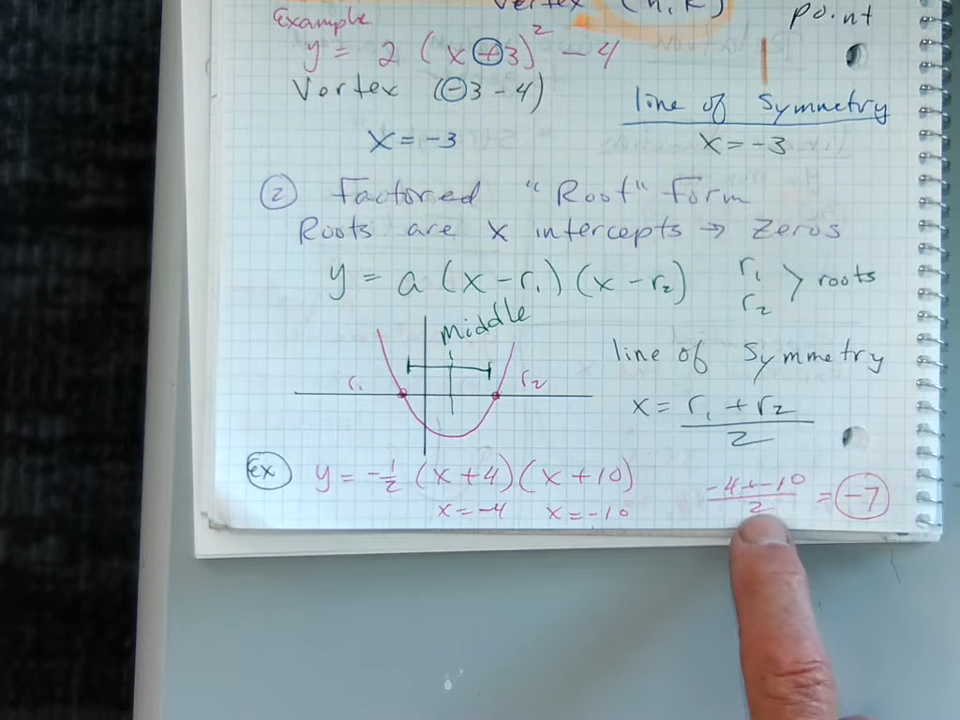 Vertex (h, k) point
Example
y = 2 (x + 3)² - 4
Vortex (-3 - 4)
line of Symmetry
x = -3
x = -3
② Factored "Root" Form
Roots are x intercepts → Zeros
y = a (x - r₁) (x - r₂)
r₁
r₂ > roots
middle
r₁
r₂
line of Symmetry
x = r₁ + r₂ / 2
ex y = -1/2 (x + 4) (x + 10)
x = -4 x = -10
-4 + -10 / 2 = -7